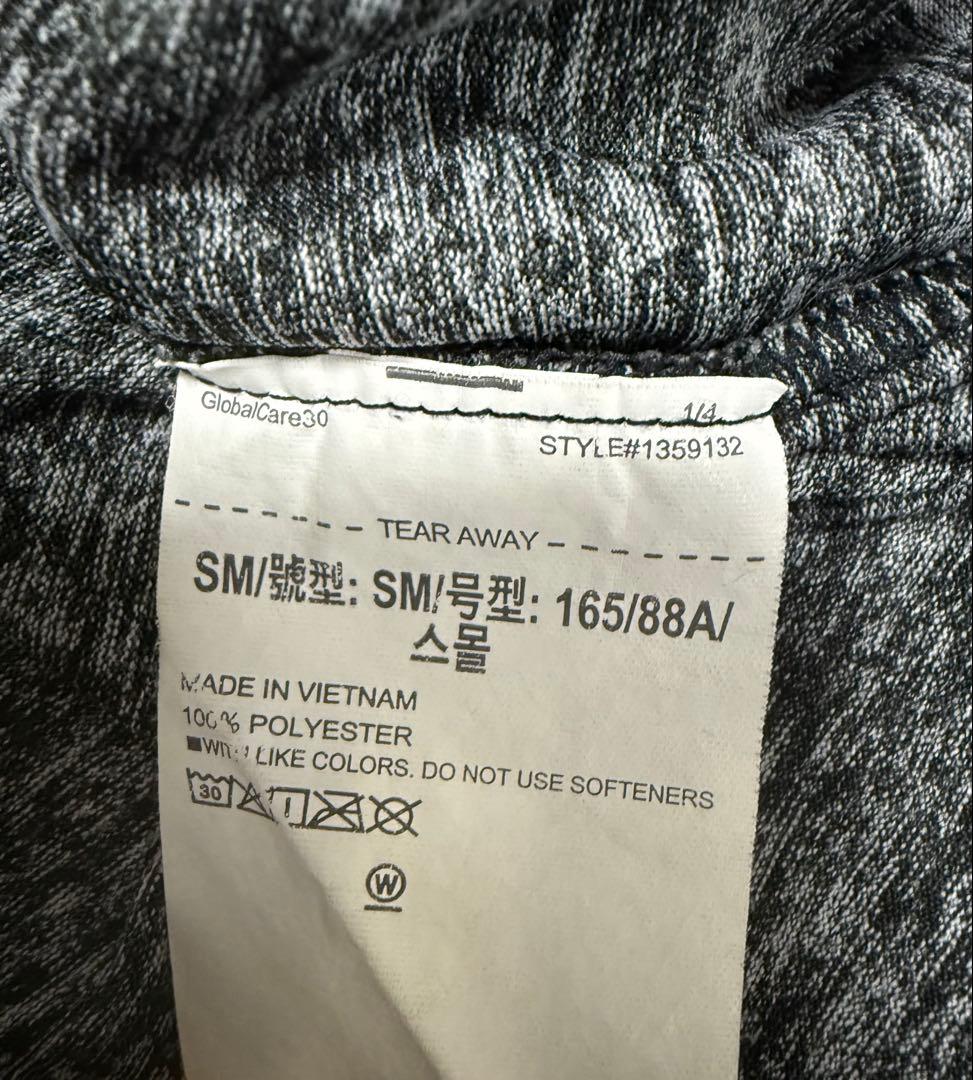 GlobalCare30
1/4
STYLE#1359132
TEAR AWAY
SM/號型: SM/号型: 165/88A/
스몰
MADE IN VIETNAM
100% POLYESTER
WITH LIKE COLORS. DO NOT USE SOFTENERS
30
W